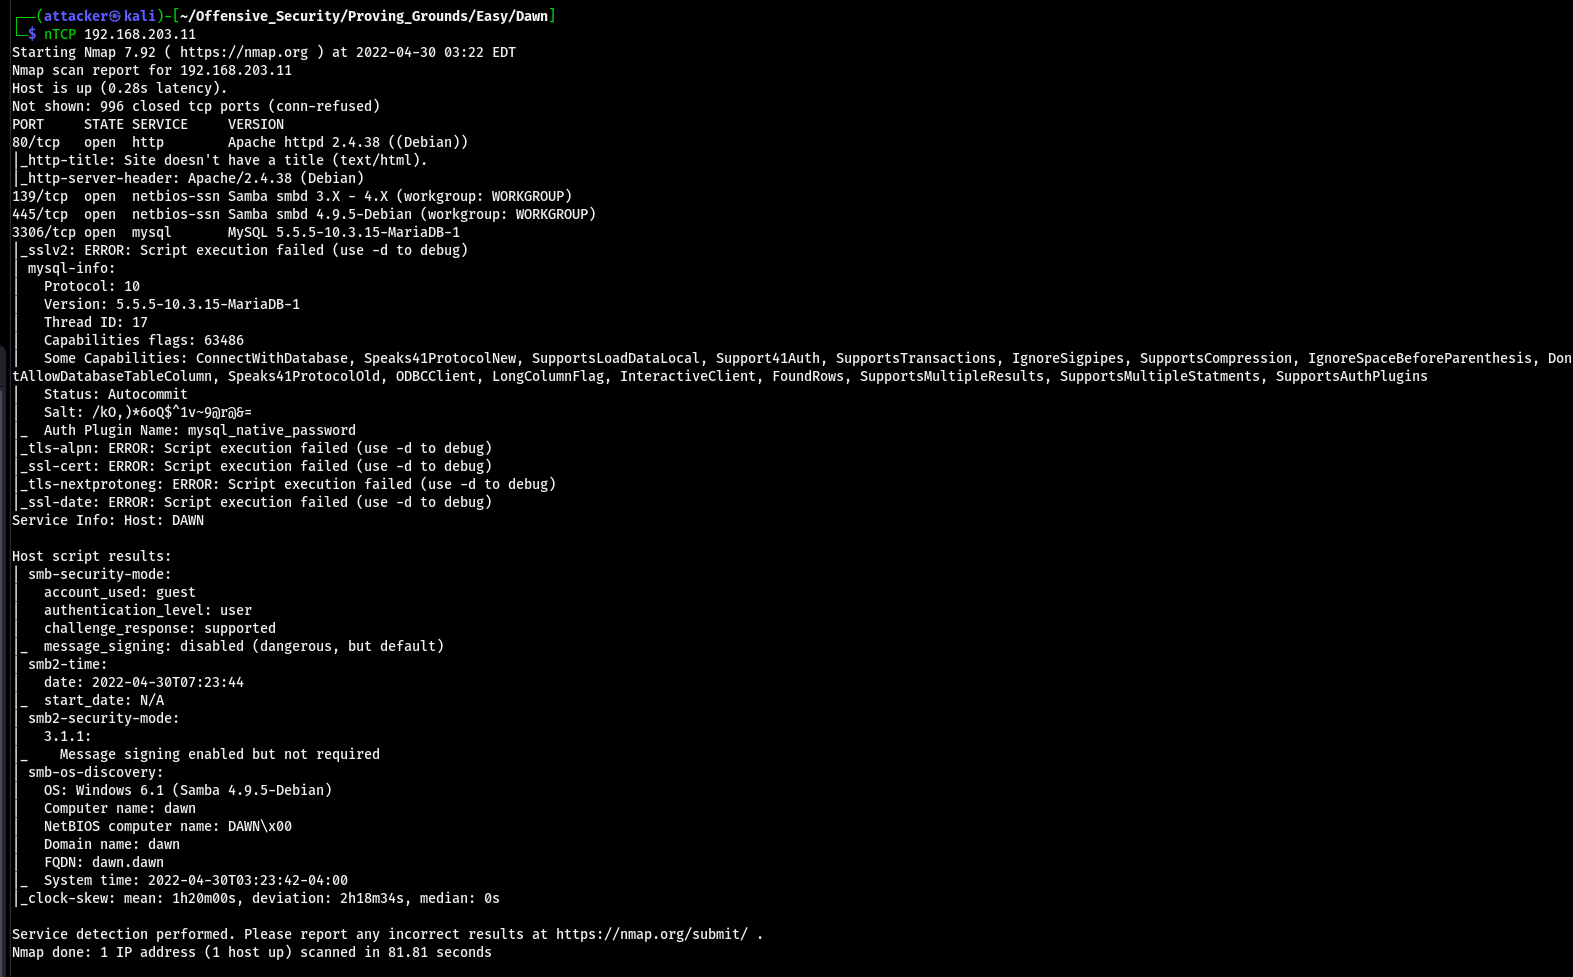 ┌──(attacker㉿kali)-[~/Offensive_Security/Proving_Grounds/Easy/Dawn]
└─$ nTCP 192.168.203.11
Starting Nmap 7.92 ( https://nmap.org ) at 2022-04-30 03:22 EDT
Nmap scan report for 192.168.203.11
Host is up (0.28s latency).
Not shown: 996 closed tcp ports (conn-refused)
PORT     STATE SERVICE     VERSION
80/tcp   open  http        Apache httpd 2.4.38 ((Debian))
|_http-title: Site doesn't have a title (text/html).
|_http-server-header: Apache/2.4.38 (Debian)
139/tcp  open  netbios-ssn Samba smbd 3.X - 4.X (workgroup: WORKGROUP)
445/tcp  open  netbios-ssn Samba smbd 4.9.5-Debian (workgroup: WORKGROUP)
3306/tcp open  mysql       MySQL 5.5.5-10.3.15-MariaDB-1
|_sslv2: ERROR: Script execution failed (use -d to debug)
| mysql-info:
|   Protocol: 10
|   Version: 5.5.5-10.3.15-MariaDB-1
|   Thread ID: 17
|   Capabilities flags: 63486
|   Some Capabilities: ConnectWithDatabase, Speaks41ProtocolNew, SupportsLoadDataLocal, Support41Auth, SupportsTransactions, IgnoreSigpipes, SupportsCompression, IgnoreSpaceBeforeParenthesis, Don
tAllowDatabaseTableColumn, Speaks41ProtocolOld, ODBCClient, LongColumnFlag, InteractiveClient, FoundRows, SupportsMultipleResults, SupportsMultipleStatments, SupportsAuthPlugins
|   Status: Autocommit
|   Salt: /kO,)*6oQ$^1v~9@r@&=
|_  Auth Plugin Name: mysql_native_password
|_tls-alpn: ERROR: Script execution failed (use -d to debug)
|_ssl-cert: ERROR: Script execution failed (use -d to debug)
|_tls-nextprotoneg: ERROR: Script execution failed (use -d to debug)
|_ssl-date: ERROR: Script execution failed (use -d to debug)
Service Info: Host: DAWN

Host script results:
| smb-security-mode:
|   account_used: guest
|   authentication_level: user
|   challenge_response: supported
|_  message_signing: disabled (dangerous, but default)
| smb2-time:
|   date: 2022-04-30T07:23:44
|_  start_date: N/A
| smb2-security-mode:
|   3.1.1:
|_    Message signing enabled but not required
| smb-os-discovery:
|   OS: Windows 6.1 (Samba 4.9.5-Debian)
|   Computer name: dawn
|   NetBIOS computer name: DAWN\x00
|   Domain name: dawn
|   FQDN: dawn.dawn
|_  System time: 2022-04-30T03:23:42-04:00
|_clock-skew: mean: 1h20m00s, deviation: 2h18m34s, median: 0s

Service detection performed. Please report any incorrect results at https://nmap.org/submit/ .
Nmap done: 1 IP address (1 host up) scanned in 81.81 seconds